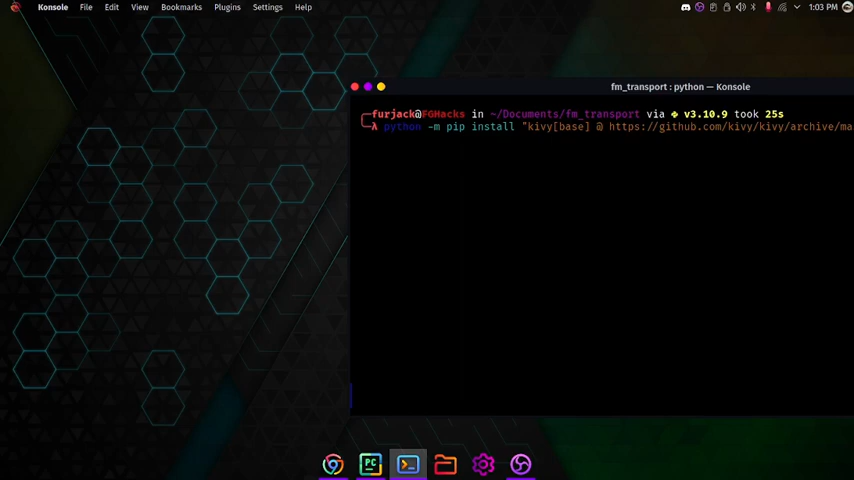 Konsole File Edit View Bookmarks Plugins Settings Help 1:03 PM
fm_transport : python — Konsole
furjack@FGHacks in ~/Documents/fm_transport via v3.10.9 took 25s
λ python -m pip install "kivy[base] @ https://github.com/kivy/kivy/archive/ma
PC